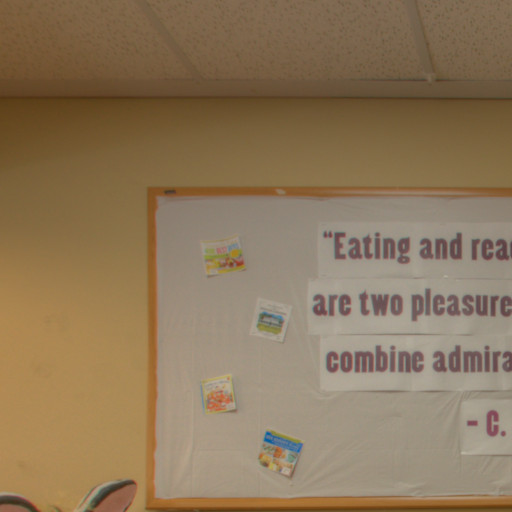 “Eating and rea
are two pleasure
combine admira
- C.